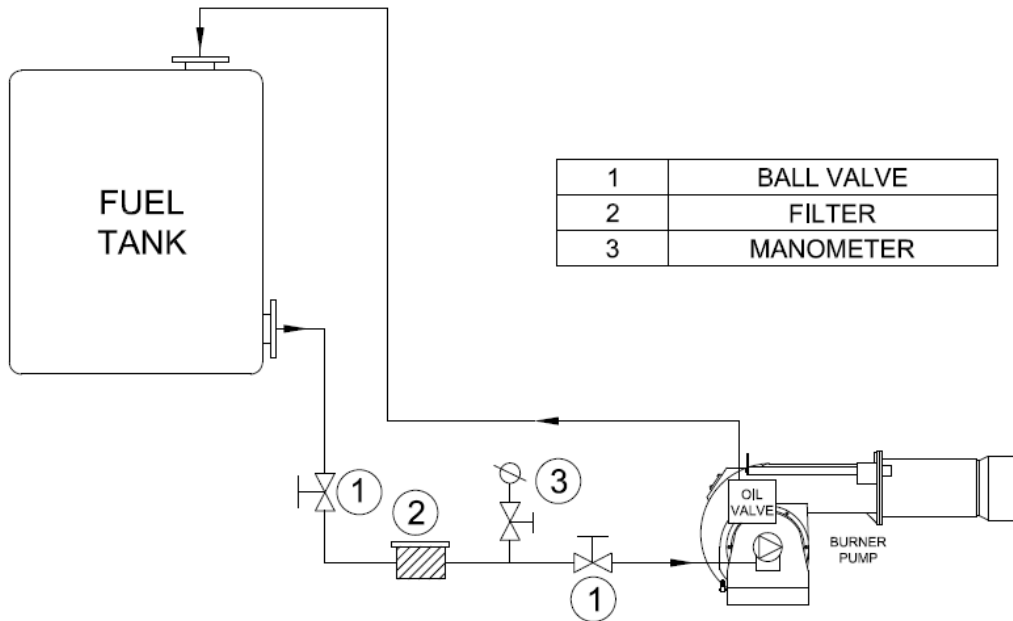 FUEL
TANK
1 BALL VALVE
2 FILTER
3 MANOMETER
1
2
3
1
OIL
VALVE
BURNER
PUMP